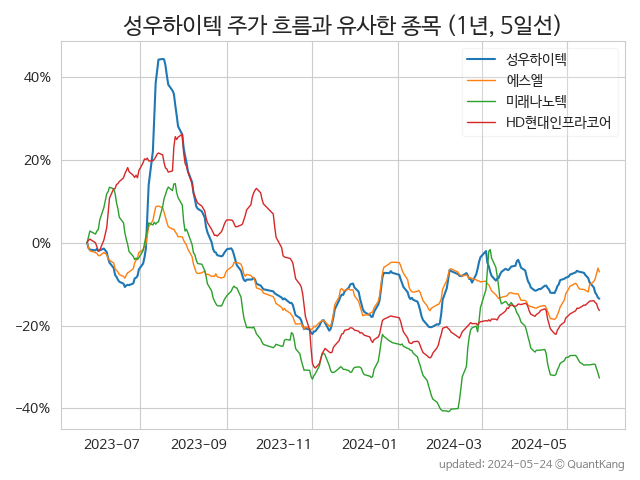 성우하이텍 주가 흐름과 유사한 종목 (1년, 5일선)
성우하이텍
에스엘
미래나노텍
HD현대인프라코어
40%
20%
0%
−20%
−40%
2023-07 2023-09 2023-11 2024-01 2024-03 2024-05
updated: 2024-05-24 © QuantKang